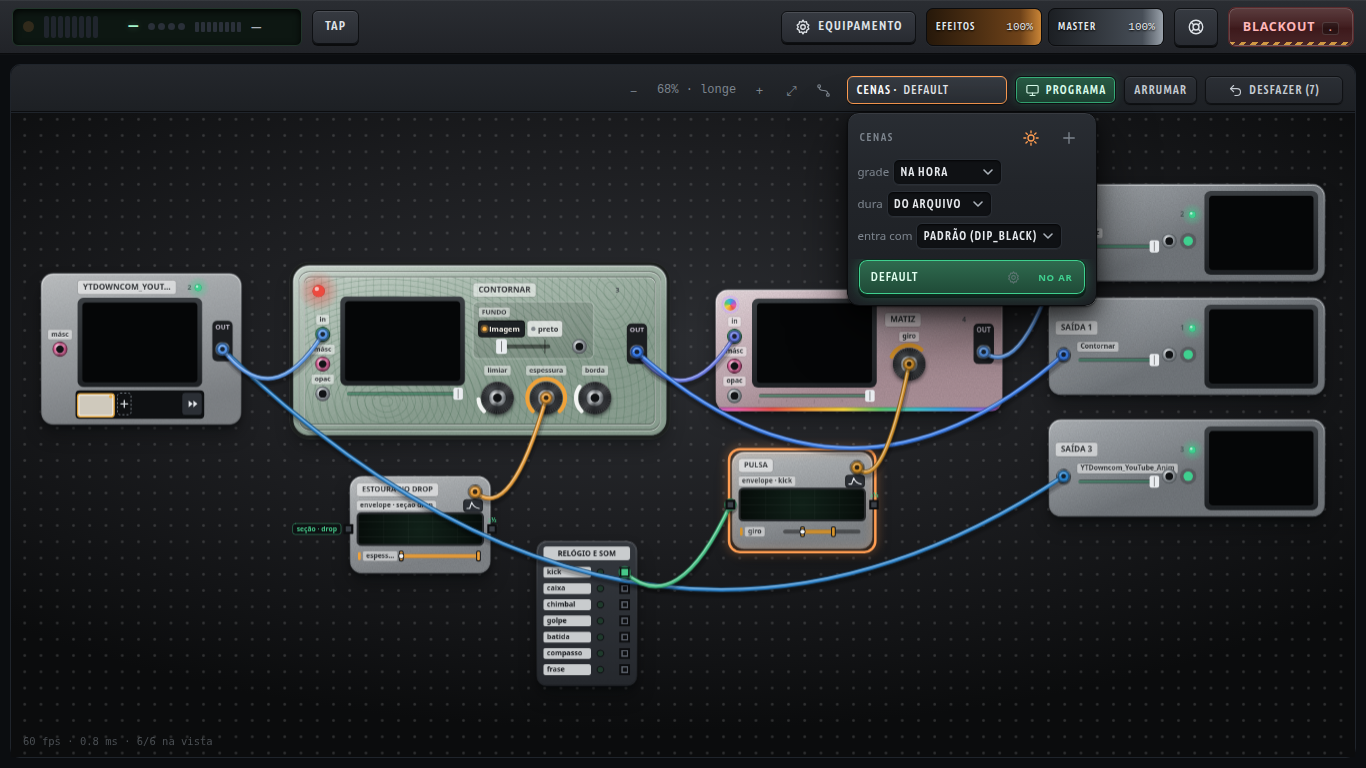 TAP
EQUIPAMENTO
EFEITOS 100%
MASTER 100%
BLACKOUT .
– 68% · longe +
CENAS · DEFAULT
PROGRAMA
ARRUMAR
DESFAZER (7)
CENAS
grade NA HORA
dura DO ARQUIVO
entra com PADRÃO (DIP_BLACK)
DEFAULT NO AR
YTDOWNCOM_YOUT... 2
másc
OUT
CONTORNAR 3
in
másc
opac
FUNDO
imagem preto
limiar espessura borda
OUT
in
másc
opac
MATIZ 4
giro
OUT
2
SAÍDA 1 1
Contornar
SAÍDA 3 3
YTDowncom_YouTube_Anim
ESTOURA NO DROP
envelope · seção drop
seção · drop
espess...
PULSA
envelope · kick
giro
RELÓGIO E SOM
kick
caixa
chimbal
golpe
batida
compasso
frase
60 fps · 0.8 ms · 6/6 na vista